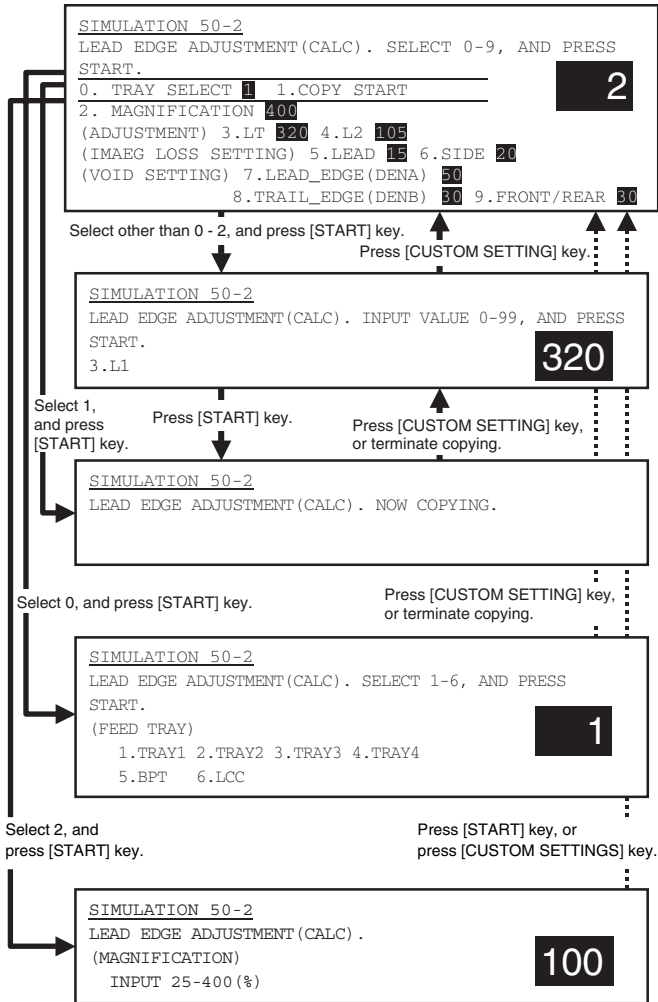 SIMULATION 50-2
LEAD EDGE ADJUSTMENT(CALC). SELECT 0-9, AND PRESS
START.
2
0. TRAY SELECT 1 1.COPY START
2. MAGNIFICATION 400
(ADJUSTMENT) 3.LT 320 4.L2 105
(IMAEG LOSS SETTING) 5.LEAD 15 6.SIDE 20
(VOID SETTING) 7.LEAD_EDGE(DENA) 50
8.TRAIL_EDGE(DENB) 30 9.FRONT/REAR 30
Select other than 0 - 2, and press [START] key.
Press [CUSTOM SETTING] key.
SIMULATION 50-2
LEAD EDGE ADJUSTMENT(CALC). INPUT VALUE 0-99, AND PRESS
START.
3.L1
320
Select 1,
and press
[START] key.
Press [START] key.
Press [CUSTOM SETTING] key,
or terminate copying.
SIMULATION 50-2
LEAD EDGE ADJUSTMENT(CALC). NOW COPYING.
Select 0, and press [START] key.
Press [CUSTOM SETTING] key,
or terminate copying.
SIMULATION 50-2
LEAD EDGE ADJUSTMENT(CALC). SELECT 1-6, AND PRESS
START.
(FEED TRAY)
1
1.TRAY1 2.TRAY2 3.TRAY3 4.TRAY4
5.BPT 6.LCC
Select 2, and
press [START] key.
Press [START] key, or
press [CUSTOM SETTINGS] key.
SIMULATION 50-2
LEAD EDGE ADJUSTMENT(CALC).
(MAGNIFICATION)
INPUT 25-400(%)
100